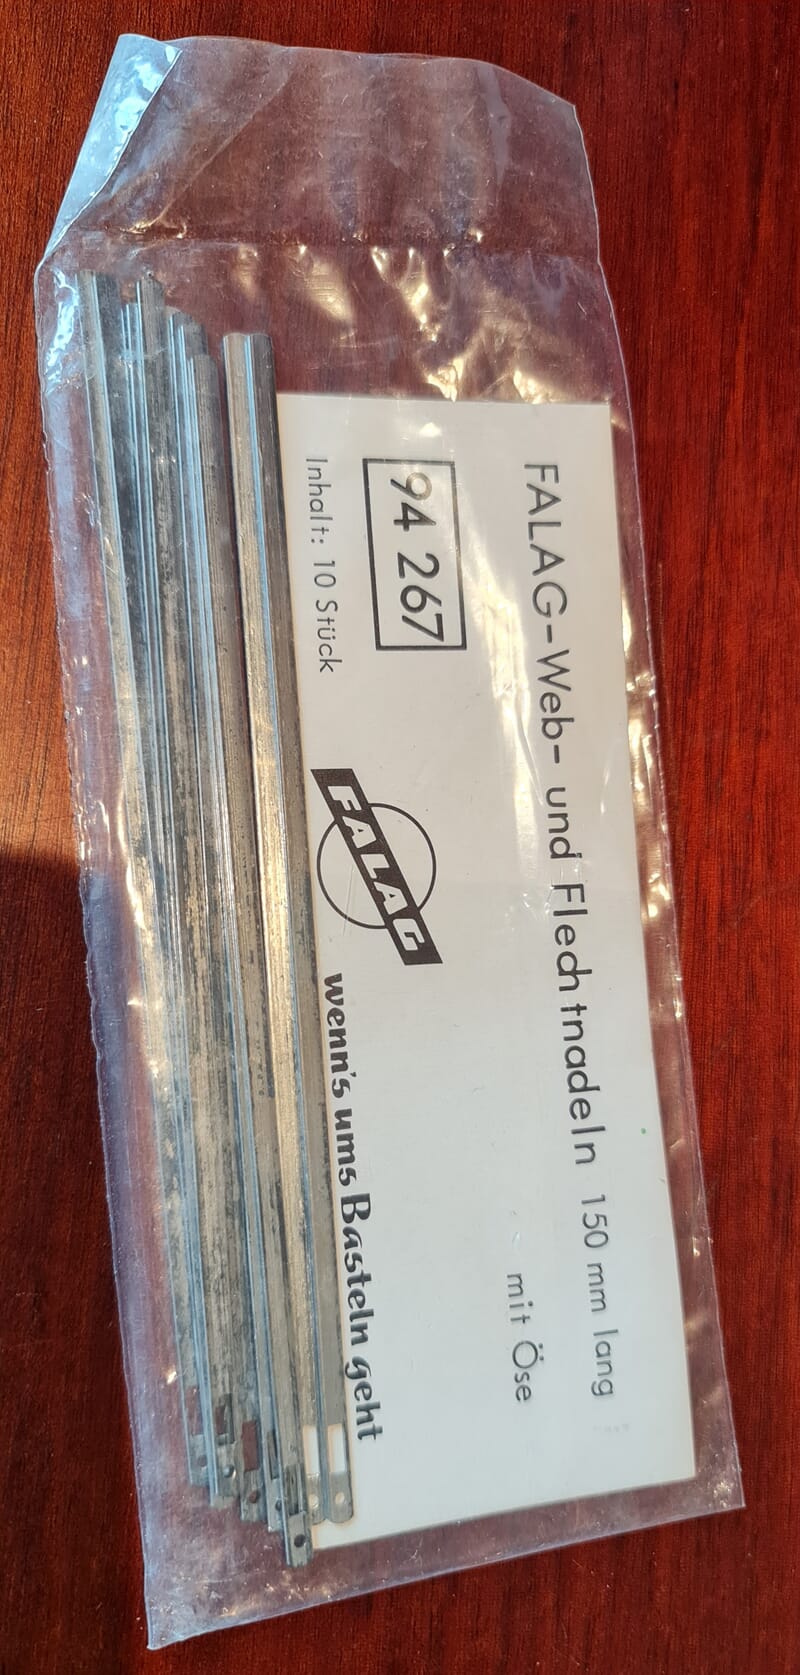 FALAG-Web- und Flechtnadeln 150 mm lang
mit Öse
94 267
Inhalt: 10 Stück
FALAG
wenn's ums Basteln geht